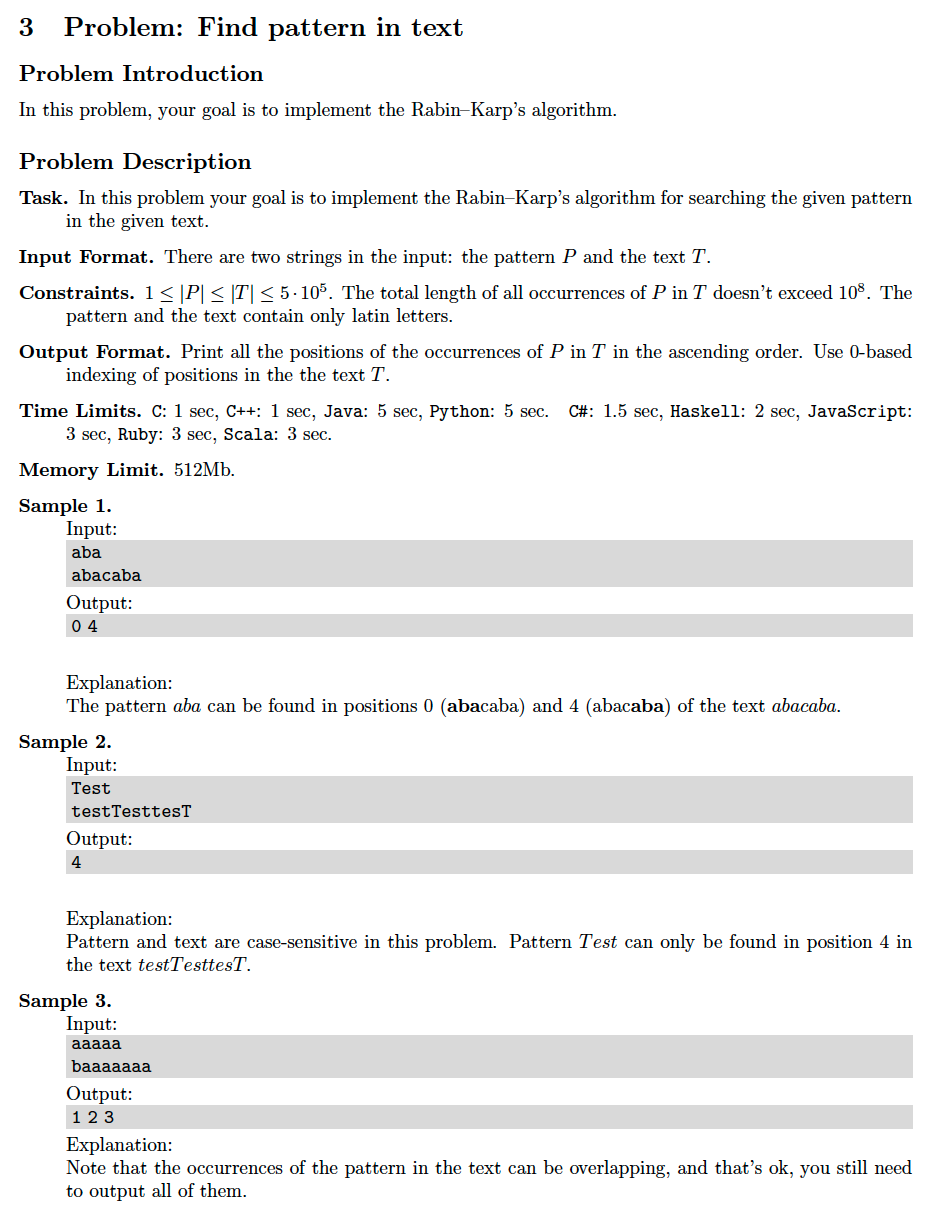 3 Problem: Find pattern in text
Problem Introduction
In this problem, your goal is to implement the Rabin–Karp's algorithm.
Problem Description
Task. In this problem your goal is to implement the Rabin–Karp's algorithm for searching the given pattern
in the given text.
Input Format. There are two strings in the input: the pattern P and the text T.
Constraints. 1 ≤ |P| ≤ |T| ≤ 5 · 10⁵. The total length of all occurrences of P in T doesn't exceed 10⁸. The
pattern and the text contain only latin letters.
Output Format. Print all the positions of the occurrences of P in T in the ascending order. Use 0-based
indexing of positions in the the text T.
Time Limits. C: 1 sec, C++: 1 sec, Java: 5 sec, Python: 5 sec. C#: 1.5 sec, Haskell: 2 sec, JavaScript:
3 sec, Ruby: 3 sec, Scala: 3 sec.
Memory Limit. 512Mb.
Sample 1.
Input:
aba
abacaba
Output:
0 4
Explanation:
The pattern aba can be found in positions 0 (abacaba) and 4 (abacaba) of the text abacaba.
Sample 2.
Input:
Test
testTesttesT
Output:
4
Explanation:
Pattern and text are case-sensitive in this problem. Pattern Test can only be found in position 4 in
the text testTesttesT.
Sample 3.
Input:
aaaaa
baaaaaaa
Output:
1 2 3
Explanation:
Note that the occurrences of the pattern in the text can be overlapping, and that's ok, you still need
to output all of them.